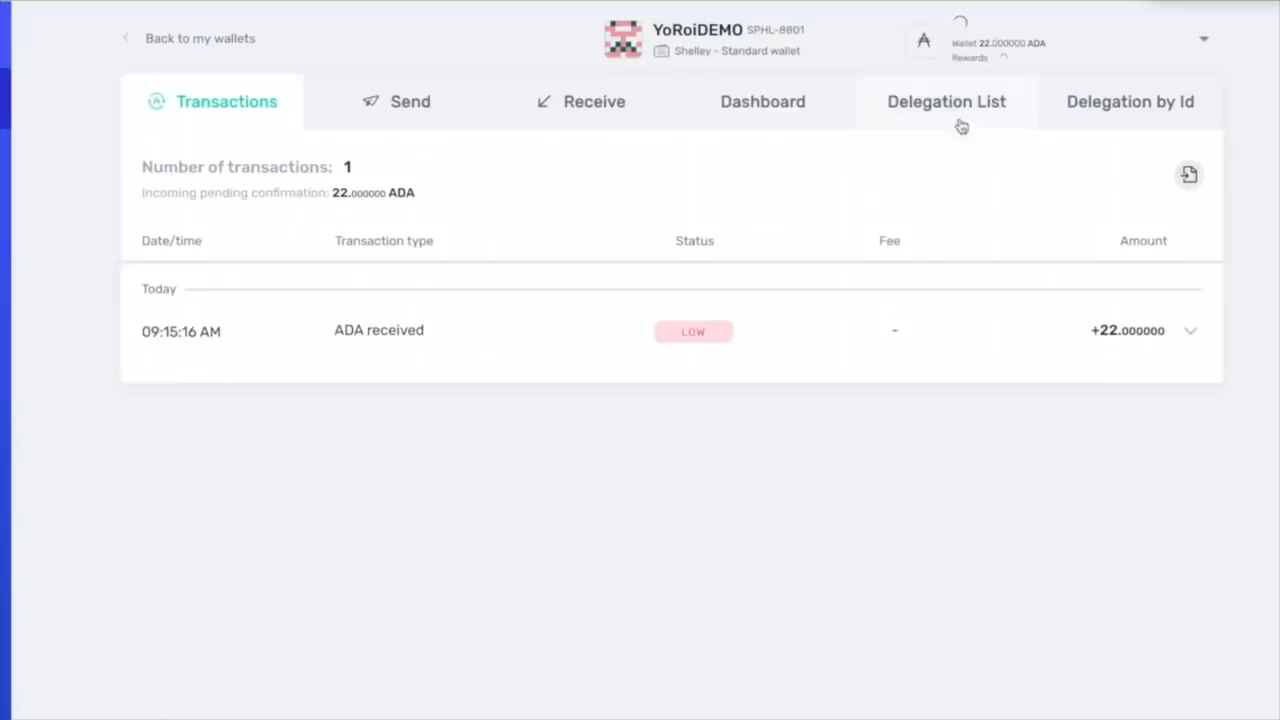 Back to my wallets
YoRoiDEMO SPHL-8801
Shelley - Standard wallet
Wallet 22.000000 ADA
Rewards
Transactions
Send
Receive
Dashboard
Delegation List
Delegation by Id
Number of transactions: 1
Incoming pending confirmation: 22.000000 ADA
Date/time
Transaction type
Status
Fee
Amount
Today
09:15:16 AM
ADA received
LOW
-
+22.000000